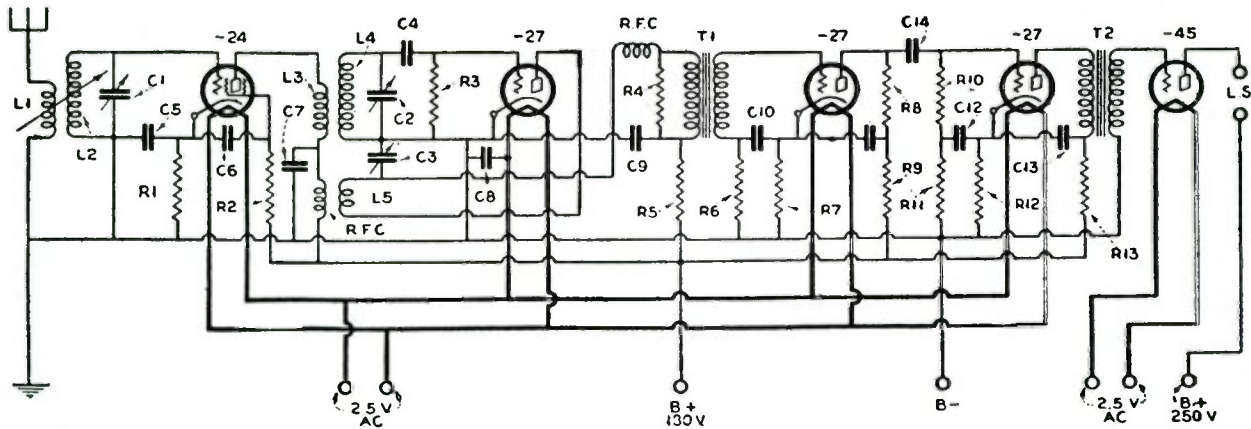 -24
-27
-27
-27
-45
C4
R.F.C
T1
C14
T2
L4
L3
C1
C5
C7
C2
R3
R4
C10
R8
R10
C12
L.S
L1
L2
C6
C3
C9
C13
R1
R2
L5
C8
R5
R6
R7
R9
R11
R12
R.F.C
R13
2.5 V
AC
B+
130 V
B-
2.5 V
AC
B+
250 V